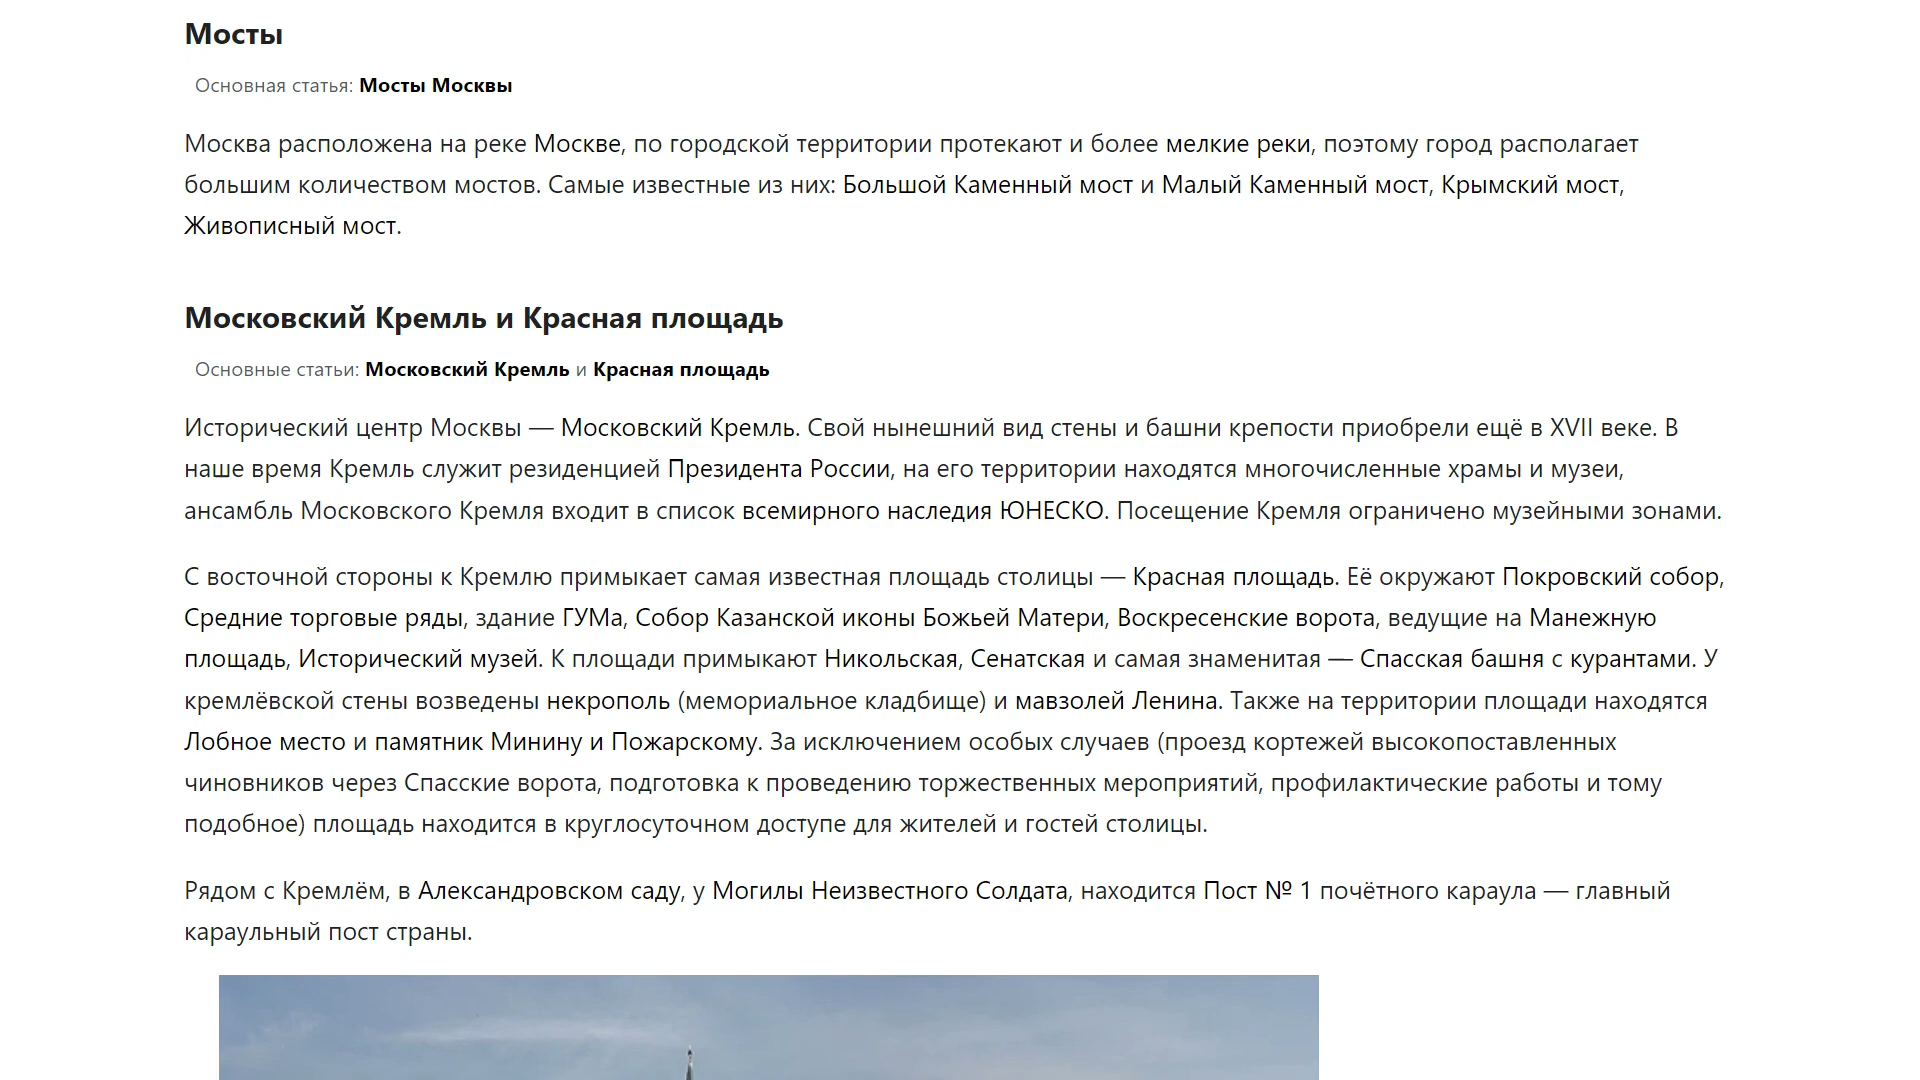 Мосты
Основная статья: Мосты Москвы
Москва расположена на реке Москве, по городской территории протекают и более мелкие реки, поэтому город располагает
большим количеством мостов. Самые известные из них: Большой Каменный мост и Малый Каменный мост, Крымский мост,
Живописный мост.
Московский Кремль и Красная площадь
Основные статьи: Московский Кремль и Красная площадь
Исторический центр Москвы — Московский Кремль. Свой нынешний вид стены и башни крепости приобрели ещё в XVII веке. В
наше время Кремль служит резиденцией Президента России, на его территории находятся многочисленные храмы и музеи,
ансамбль Московского Кремля входит в список всемирного наследия ЮНЕСКО. Посещение Кремля ограничено музейными зонами.
С восточной стороны к Кремлю примыкает самая известная площадь столицы — Красная площадь. Её окружают Покровский собор,
Средние торговые ряды, здание ГУМа, Собор Казанской иконы Божьей Матери, Воскресенские ворота, ведущие на Манежную
площадь, Исторический музей. К площади примыкают Никольская, Сенатская и самая знаменитая — Спасская башня с курантами. У
кремлёвской стены возведены некрополь (мемориальное кладбище) и мавзолей Ленина. Также на территории площади находятся
Лобное место и памятник Минину и Пожарскому. За исключением особых случаев (проезд кортежей высокопоставленных
чиновников через Спасские ворота, подготовка к проведению торжественных мероприятий, профилактические работы и тому
подобное) площадь находится в круглосуточном доступе для жителей и гостей столицы.
Рядом с Кремлём, в Александровском саду, у Могилы Неизвестного Солдата, находится Пост № 1 почётного караула — главный
караульный пост страны.